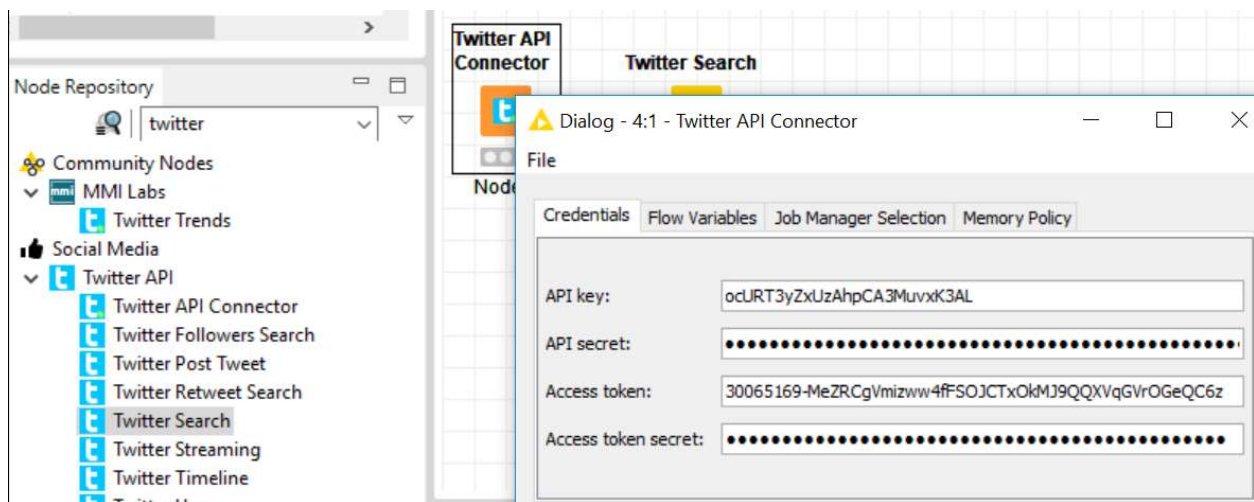 Twitter API
Connector
Twitter Search
Node Repository
twitter
Community Nodes
mmi MMI Labs
Twitter Trends
Social Media
Twitter API
Twitter API Connector
Twitter Followers Search
Twitter Post Tweet
Twitter Retweet Search
Twitter Search
Twitter Streaming
Twitter Timeline
Node
Dialog - 4:1 - Twitter API Connector
File
Credentials Flow Variables Job Manager Selection Memory Policy
API key: ocURT3yZxUzAhpCA3MuvxK3AL
API secret:
Access token: 30065169-MeZRCgVmizww4fFSOJCTxOkMJ9QQXVqGVrOGeQC6z
Access token secret: